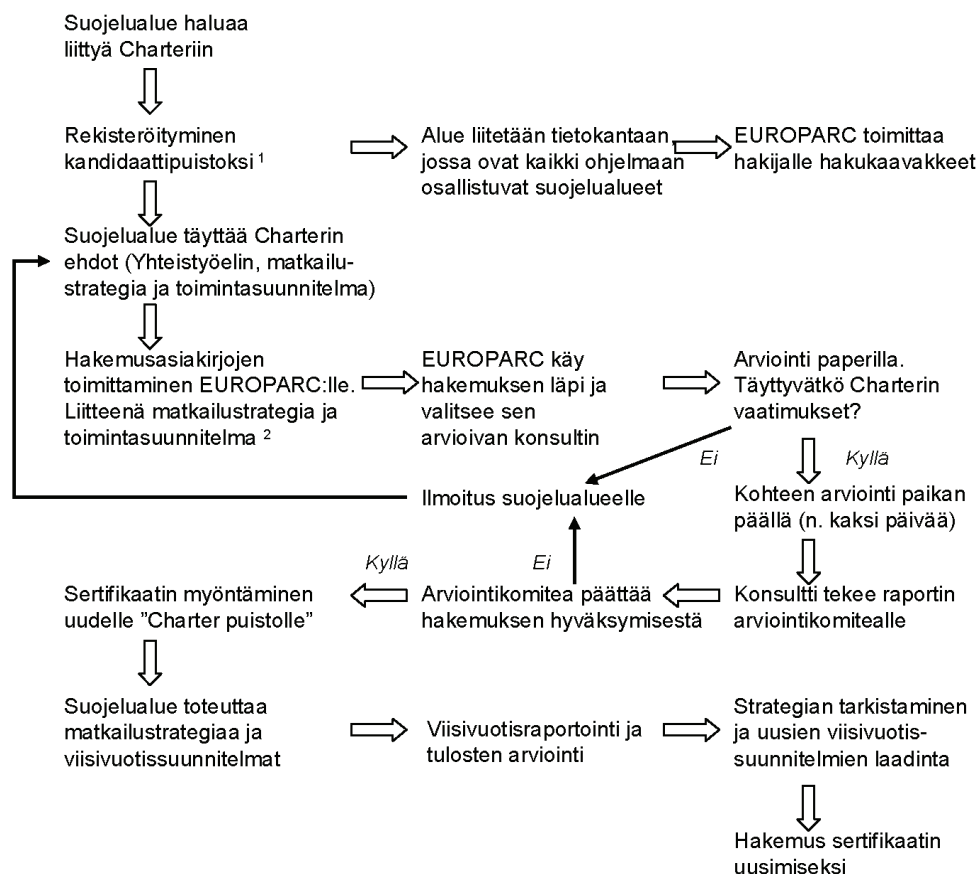 Suojelualue haluaa
liittyä Charteriin
Rekisteröityminen
kandidaattipuistoksi ¹
Alue liitetään tietokantaan,
jossa ovat kaikki ohjelmaan
osallistuvat suojelualueet
EUROPARC toimittaa
hakijalle hakukaavakkeet
Suojelualue täyttää Charterin
ehdot (Yhteistyöelin, matkailu-
strategia ja toimintasuunnitelma)
Hakemusasiakirjojen
toimittaminen EUROPARC:lle.
Liitteenä matkailustrategia ja
toimintasuunnitelma ²
EUROPARC käy
hakemuksen läpi ja
valitsee sen
arvioivan konsultin
Arviointi paperilla.
Täyttyvätkö Charterin
vaatimukset?
Ei
Kyllä
Ilmoitus suojelualueelle
Kohteen arviointi paikan
päällä (n. kaksi päivää)
Kyllä
Ei
Sertifikaatin myöntäminen
uudelle ”Charter puistolle”
Arviointikomitea päättää
hakemuksen hyväksymisestä
Konsultti tekee raportin
arviointikomitealle
Suojelualue toteuttaa
matkailustrategiaa ja
viisivuotissuunnitelmat
Viisivuotisraportointi ja
tulosten arviointi
Strategian tarkistaminen
ja uusien viisivuotis-
suunnitelmien laadinta
Hakemus sertifikaatin
uusimiseksi